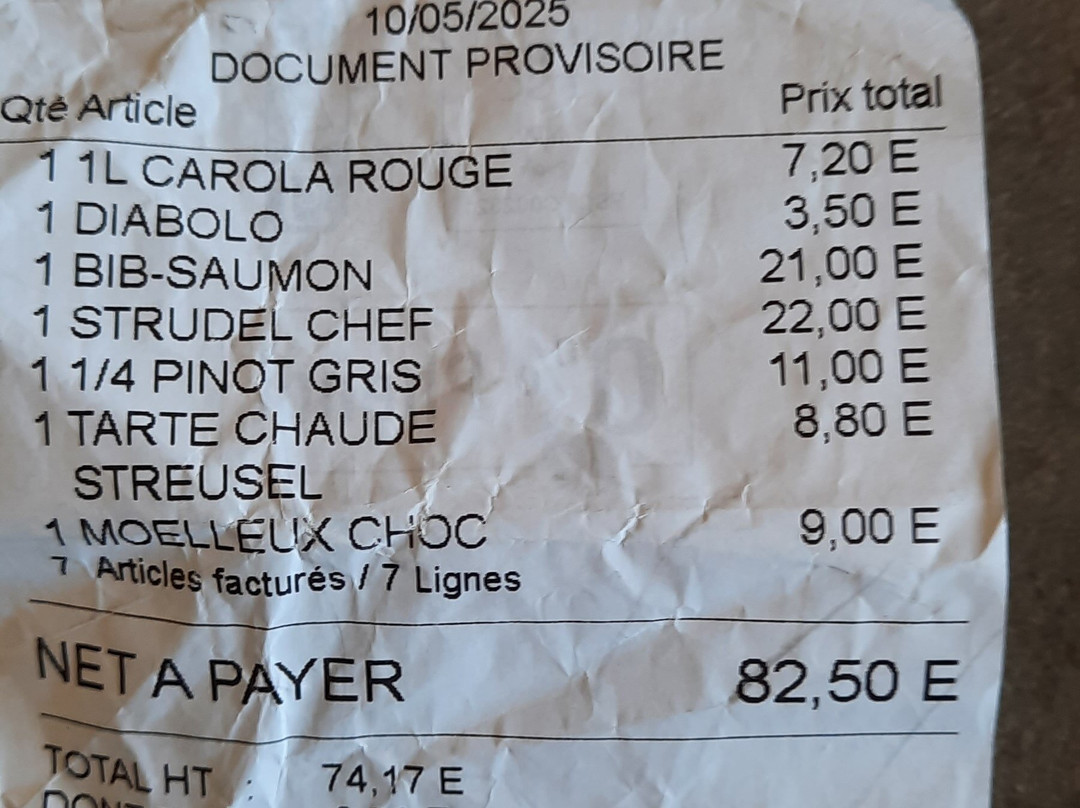 10/05/2025
DOCUMENT PROVISOIRE
Qté Article Prix total
1 1L CAROLA ROUGE 7,20 E
1 DIABOLO 3,50 E
1 BIB-SAUMON 21,00 E
1 STRUDEL CHEF 22,00 E
1 1/4 PINOT GRIS 11,00 E
1 TARTE CHAUDE 8,80 E
STREUSEL
1 MOELLEUX CHOC 9,00 E
7 Articles facturés / 7 Lignes
NET A PAYER 82,50 E
TOTAL HT : 74,17 E
DONT